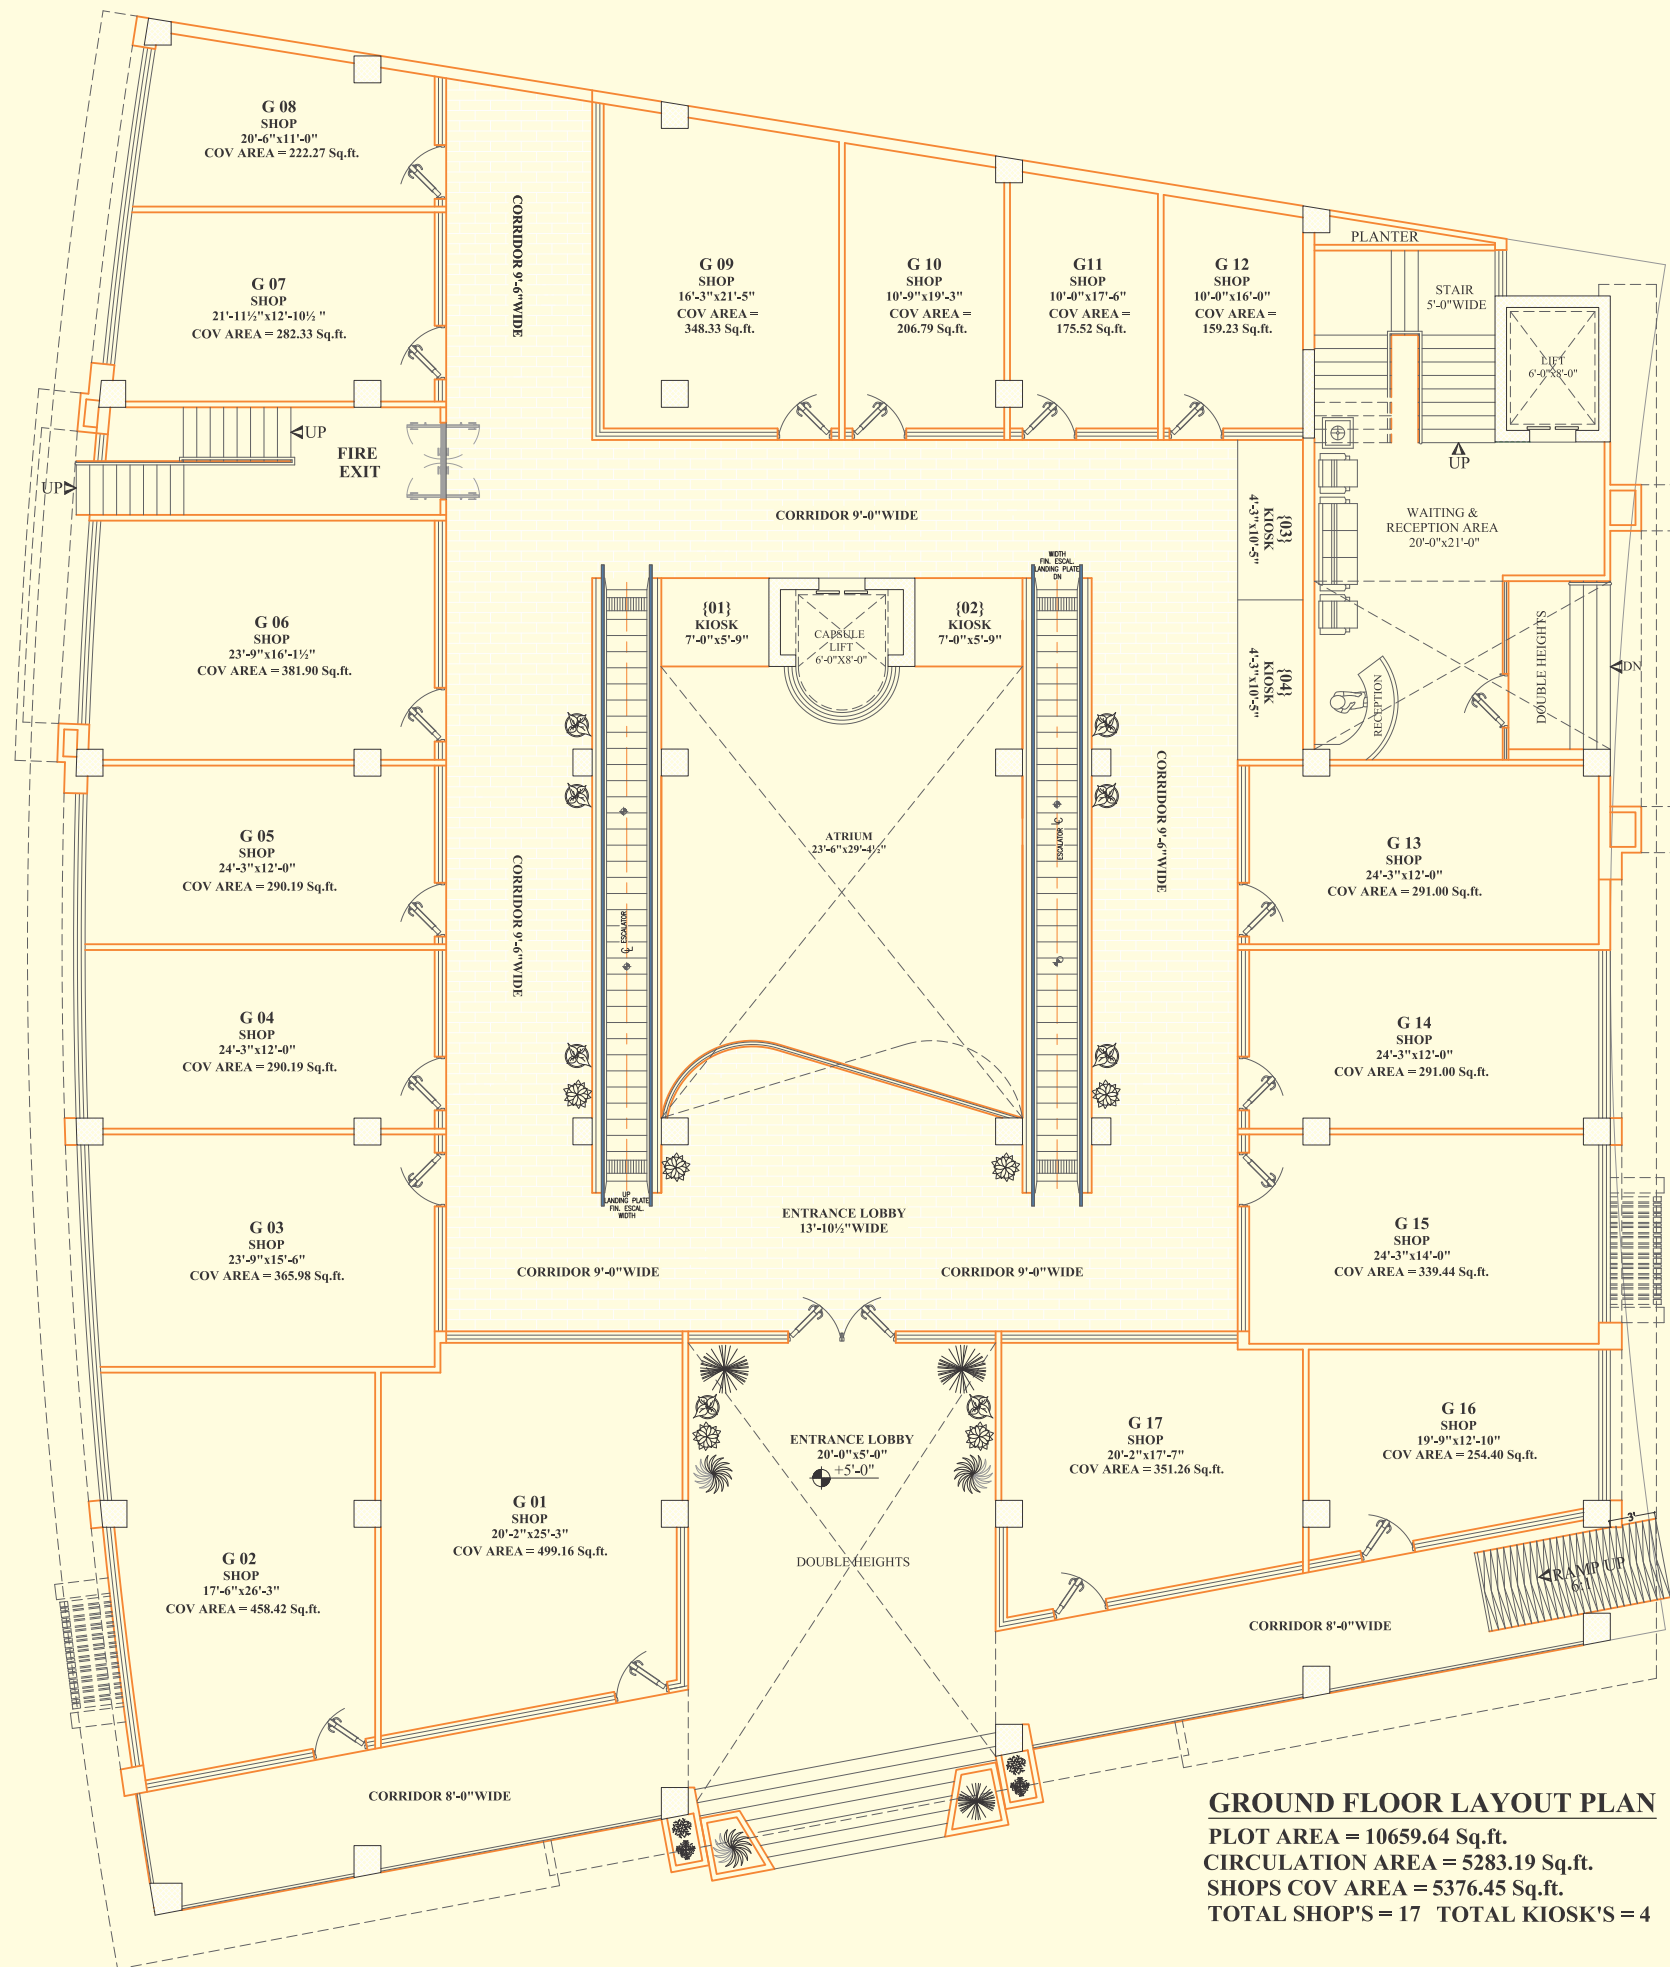 G 08
SHOP
20'-6"x11'-0"
COV AREA = 222.27 Sq.ft.
G 07
SHOP
21'-11½"x12'-10½ "
COV AREA = 282.33 Sq.ft.
CORRIDOR 9'-6"WIDE
G 09
SHOP
16'-3"x21'-5"
COV AREA =
348.33 Sq.ft.
G 10
SHOP
10'-9"x19'-3"
COV AREA =
206.79 Sq.ft.
G11
SHOP
10'-0"x17'-6"
COV AREA =
175.52 Sq.ft.
G 12
SHOP
10'-0"x16'-0"
COV AREA =
159.23 Sq.ft.
PLANTER
STAIR
5'-0"WIDE
LIFT
6'-0"X8'-0"
UP
UP
FIRE
EXIT
UP
CORRIDOR 9'-0"WIDE
{03}
KIOSK
4'-3"x10'-5"
WAITING &
RECEPTION AREA
20'-0"x21'-0"
WIDTH
FIN. ESCAL.
LANDING PLATE
DN
{01}
KIOSK
7'-0"x5'-9"
CAPSULE
LIFT
6'-0"X8'-0"
{02}
KIOSK
7'-0"x5'-9"
{04}
KIOSK
4'-3"x10'-5"
RECEPTION
DOUBLE HEIGHTS
DN
G 06
SHOP
23'-9"x16'-1½"
COV AREA = 381.90 Sq.ft.
G 05
SHOP
24'-3"x12'-0"
COV AREA = 290.19 Sq.ft.
CORRIDOR 9'-6"WIDE
ESCALATOR
ATRIUM
23'-6"x29'-4½"
ESCALATOR
CORRIDOR 9'-6"WIDE
G 13
SHOP
24'-3"x12'-0"
COV AREA = 291.00 Sq.ft.
G 04
SHOP
24'-3"x12'-0"
COV AREA = 290.19 Sq.ft.
G 14
SHOP
24'-3"x12'-0"
COV AREA = 291.00 Sq.ft.
UP
LANDING PLATE
FIN. ESCAL.
WIDTH
ENTRANCE LOBBY
13'-10½"WIDE
G 03
SHOP
23'-9"x15'-6"
COV AREA = 365.98 Sq.ft.
CORRIDOR 9'-0"WIDE
CORRIDOR 9'-0"WIDE
G 15
SHOP
24'-3"x14'-0"
COV AREA = 339.44 Sq.ft.
G 02
SHOP
17'-6"x26'-3"
COV AREA = 458.42 Sq.ft.
G 01
SHOP
20'-2"x25'-3"
COV AREA = 499.16 Sq.ft.
ENTRANCE LOBBY
20'-0"x5'-0"
+5'-0"
DOUBLE HEIGHTS
G 17
SHOP
20'-2"x17'-7"
COV AREA = 351.26 Sq.ft.
G 16
SHOP
19'-9"x12'-10"
COV AREA = 254.40 Sq.ft.
3'
RAMP UP
6:1
CORRIDOR 8'-0"WIDE
CORRIDOR 8'-0"WIDE
GROUND FLOOR LAYOUT PLAN
PLOT AREA = 10659.64 Sq.ft.
CIRCULATION AREA = 5283.19 Sq.ft.
SHOPS COV AREA = 5376.45 Sq.ft.
TOTAL SHOP'S = 17 TOTAL KIOSK'S = 4